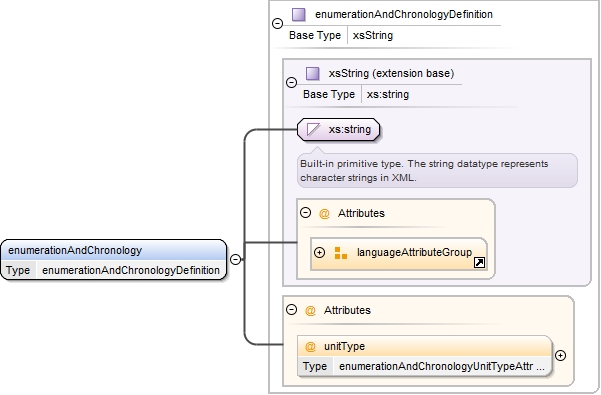 enumerationAndChronologyDefinition
Base Type xsString
xsString (extension base)
Base Type xs:string
xs:string
Built-in primitive type. The string datatype represents
character strings in XML.
@ Attributes
languageAttributeGroup
enumerationAndChronology
Type enumerationAndChronologyDefinition
@ Attributes
@ unitType
Type enumerationAndChronologyUnitTypeAttr ...